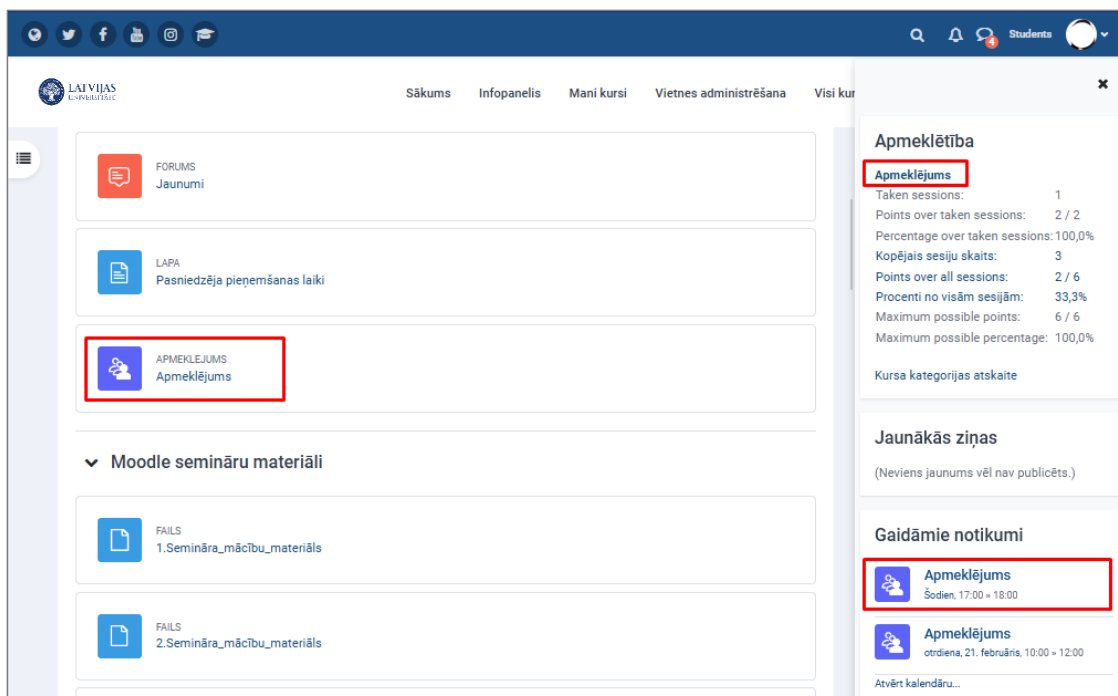 4
Students
LATVIJAS
UNIVERSITĀTE
Sākums
Infopanelis
Mani kursi
Vietnes administrēšana
Visi kur
FORUMS
Jaunumi
LAPA
Pasniedzēja pieņemšanas laiki
APMEKLEJUMS
Apmeklējums
Moodle semināru materiāli
FAILS
1.Semināra_mācību_materiāls
FAILS
2.Semināra_mācību_materiāls
Apmeklētība
Apmeklējums
Taken sessions: 1
Points over taken sessions: 2 / 2
Percentage over taken sessions: 100,0%
Kopējais sesiju skaits: 3
Points over all sessions: 2 / 6
Procenti no visām sesijām: 33,3%
Maximum possible points: 6 / 6
Maximum possible percentage: 100,0%
Kursa kategorijas atskaite
Jaunākās ziņas
(Neviens jaunums vēl nav publicēts.)
Gaidāmie notikumi
Apmeklējums
Šodien, 17:00 » 18:00
Apmeklējums
otrdiena, 21. februāris, 10:00 » 12:00
Atvērt kalendāru...